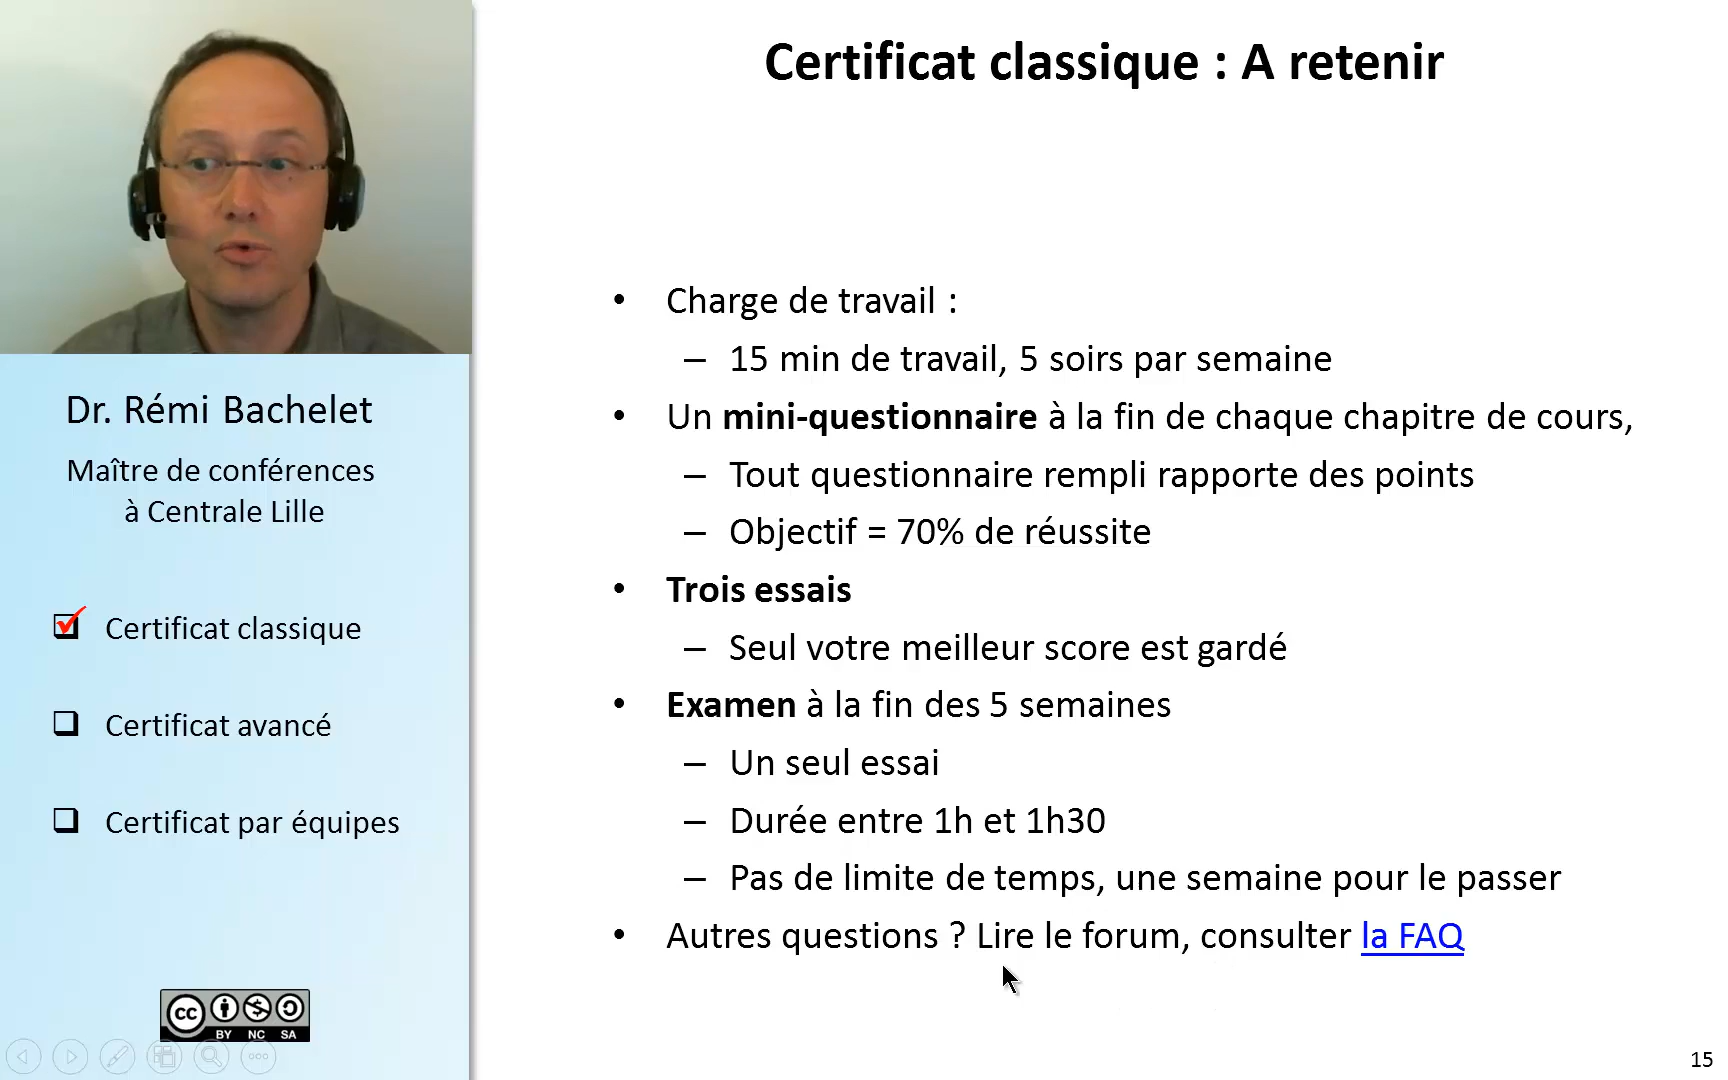 Certificat classique : A retenir
Dr. Rémi Bachelet
Maître de conférences
à Centrale Lille
Certificat classique
Certificat avancé
Certificat par équipes
cc
BY NC SA
• Charge de travail :
– 15 min de travail, 5 soirs par semaine
• Un mini-questionnaire à la fin de chaque chapitre de cours,
– Tout questionnaire rempli rapporte des points
– Objectif = 70% de réussite
• Trois essais
– Seul votre meilleur score est gardé
• Examen à la fin des 5 semaines
– Un seul essai
– Durée entre 1h et 1h30
– Pas de limite de temps, une semaine pour le passer
• Autres questions ? Lire le forum, consulter la FAQ
15